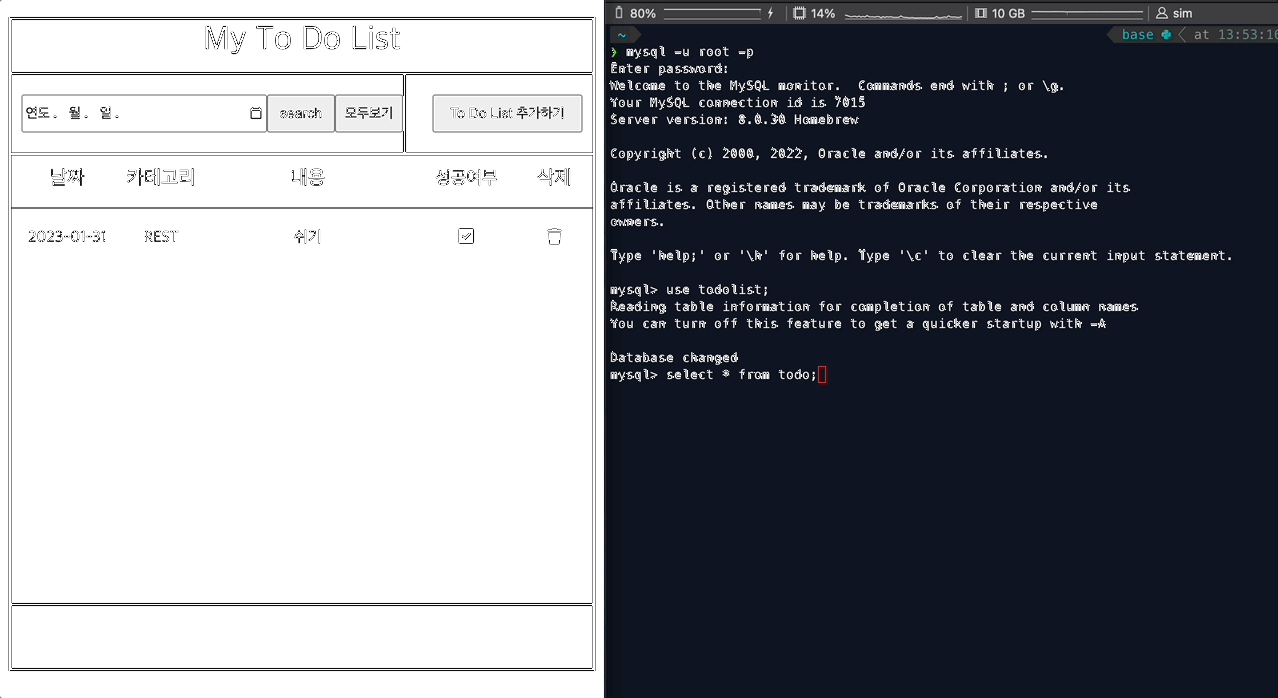 My To Do List
연도. 월. 일. search 모두보기 To Do List 추가하기
날짜 카테고리 내용 성공여부 삭제
2023-01-31 REST 쉬기
80% 14% 10 GB sim
~ base at 13:53:16
❯ mysql -u root -p
Enter password:
Welcome to the MySQL monitor.  Commands end with ; or \g.
Your MySQL connection id is 7015
Server version: 8.0.30 Homebrew
Copyright (c) 2000, 2022, Oracle and/or its affiliates.
Oracle is a registered trademark of Oracle Corporation and/or its
affiliates. Other names may be trademarks of their respective
owners.
Type 'help;' or '\h' for help. Type '\c' to clear the current input statement.
mysql> use todolist;
Reading table information for completion of table and column names
You can turn off this feature to get a quicker startup with -A
Database changed
mysql> select * from todo;